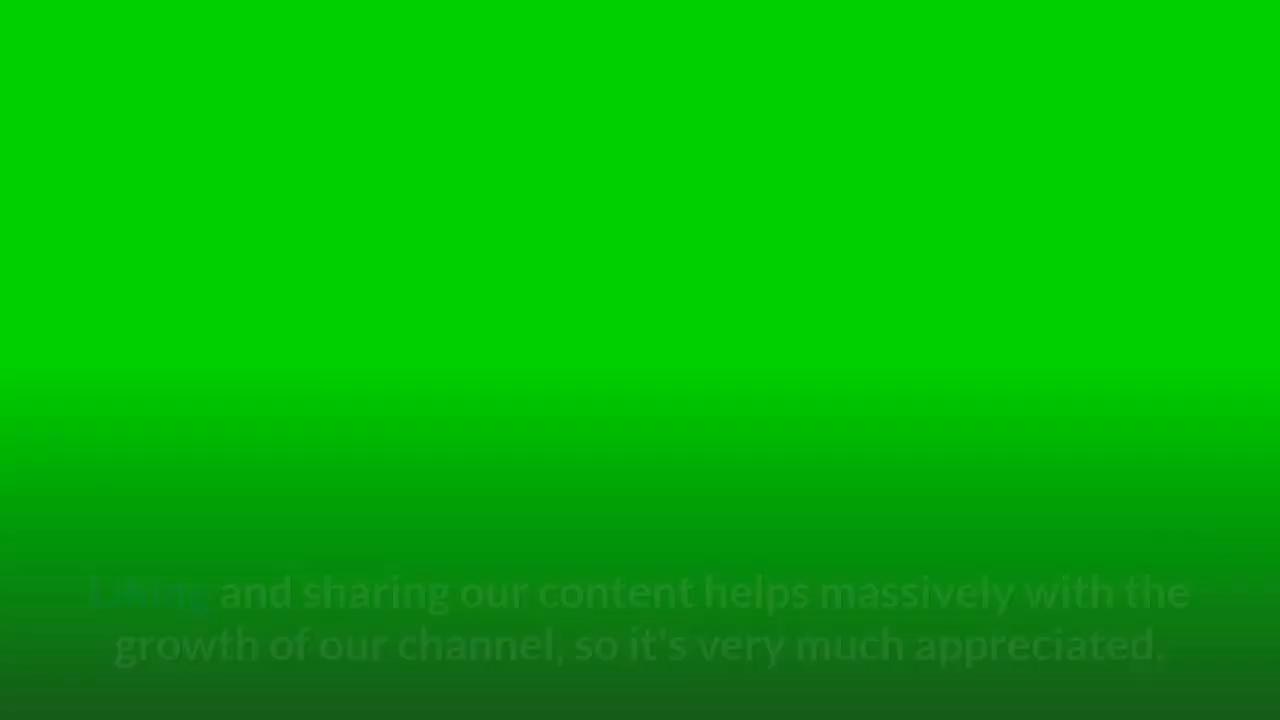 Liking and sharing our content helps massively with the
growth of our channel, so it's very much appreciated.